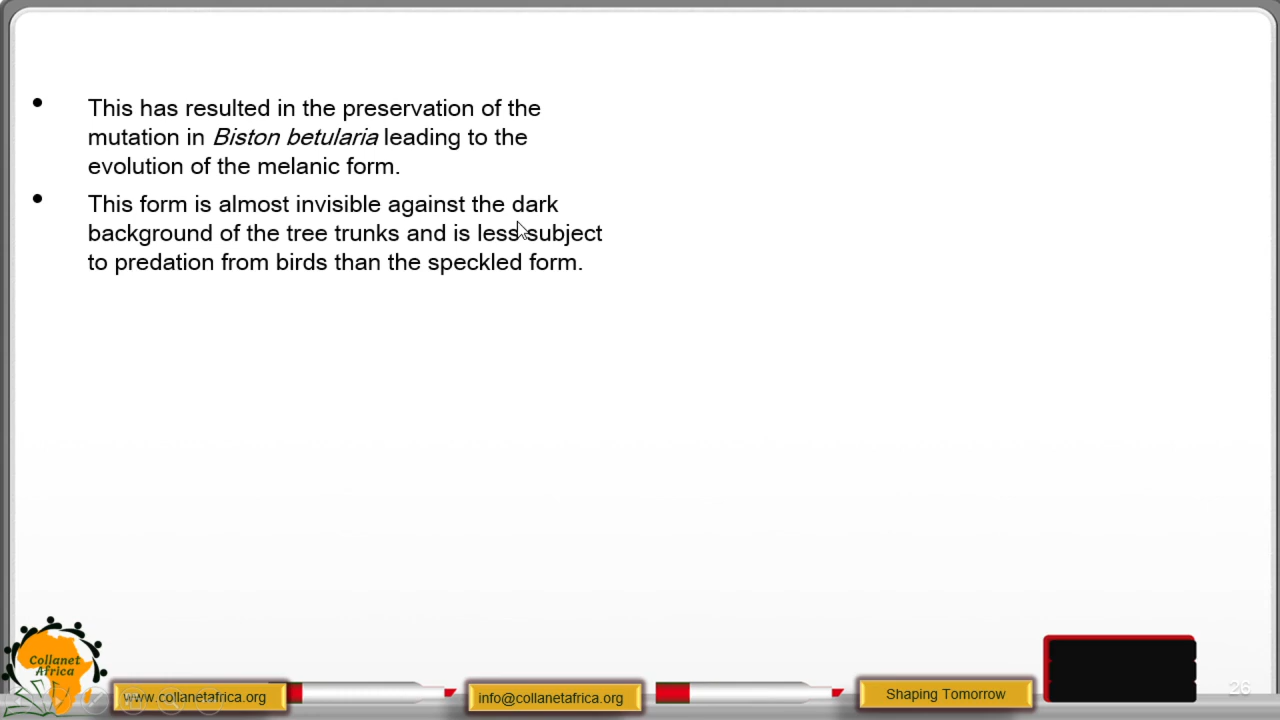 • This has resulted in the preservation of the
mutation in Biston betularia leading to the
evolution of the melanic form.
• This form is almost invisible against the dark
background of the tree trunks and is less subject
to predation from birds than the speckled form.
Collanet
Africa
www.collanetafrica.org
info@collanetafrica.org
Shaping Tomorrow
26